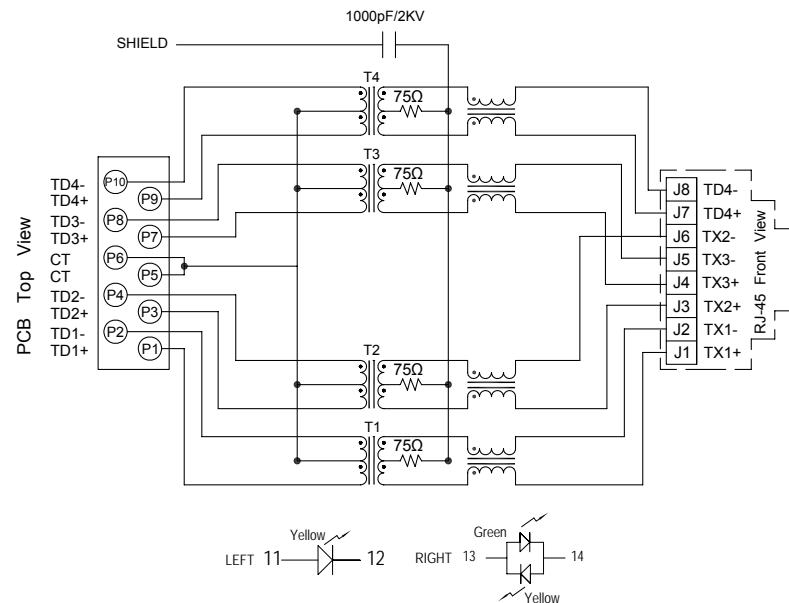 1000pF/2KV
SHIELD
T4
75Ω
T3
75Ω
PCB Top View
TD4-
TD4+
TD3-
TD3+
CT
CT
TD2-
TD2+
TD1-
TD1+
P10
P9
P8
P7
P6
P5
P4
P3
P2
P1
J8 TD4-
J7 TD4+
J6 TX2-
J5 TX3-
J4 TX3+
J3 TX2+
J2 TX1-
J1 TX1+
RJ-45 Front View
T2
75Ω
T1
75Ω
Yellow
LEFT 11 12
Green
RIGHT 13 14
Yellow